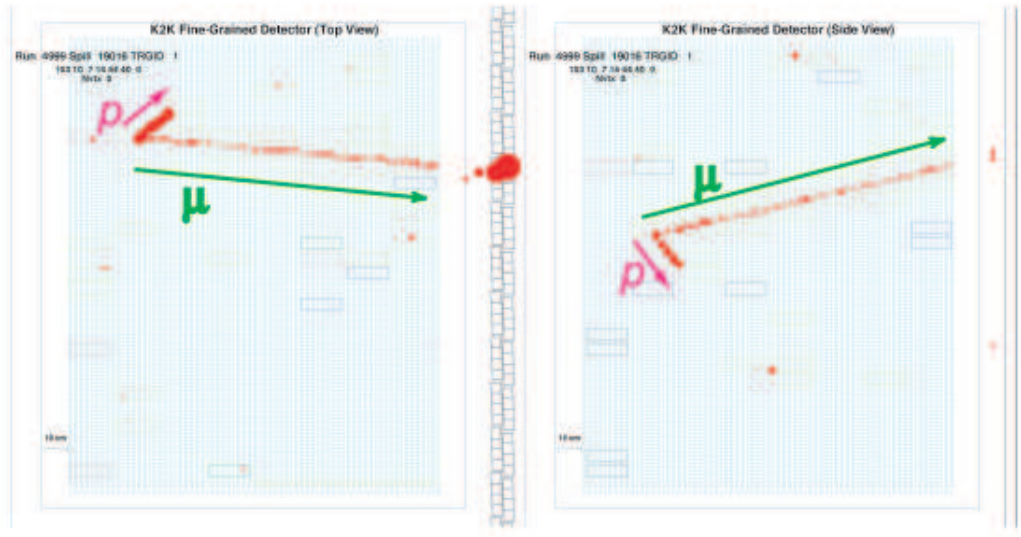 K2K Fine-Grained Detector (Top View)
Run 4999 Spill 19016 TRGID 1
p
μ
10 cm
K2K Fine-Grained Detector (Side View)
Run 4999 Spill 19016 TRGID 1
μ
p
10 cm